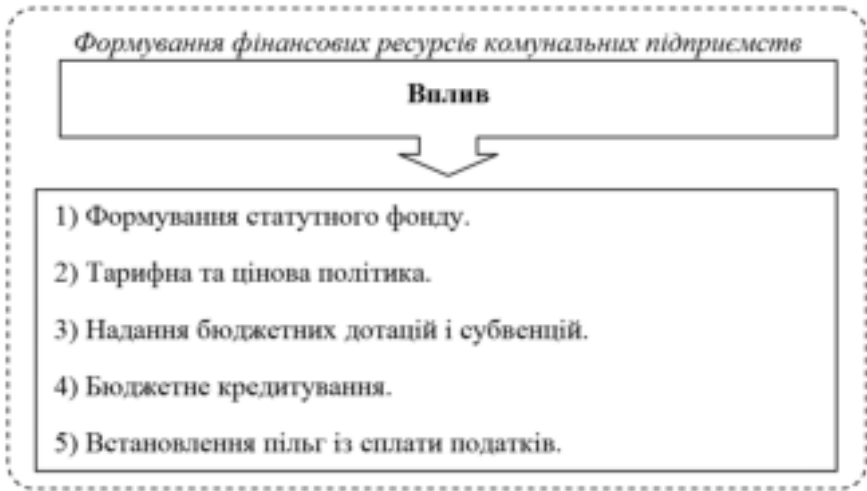 Формування фінансових ресурсів комунальних підприємств
Вплив
1) Формування статутного фонду.
2) Тарифна та цінова політика.
3) Надання бюджетних дотацій і субвенцій.
4) Бюджетне кредитування.
5) Встановлення пільг із сплати податків.